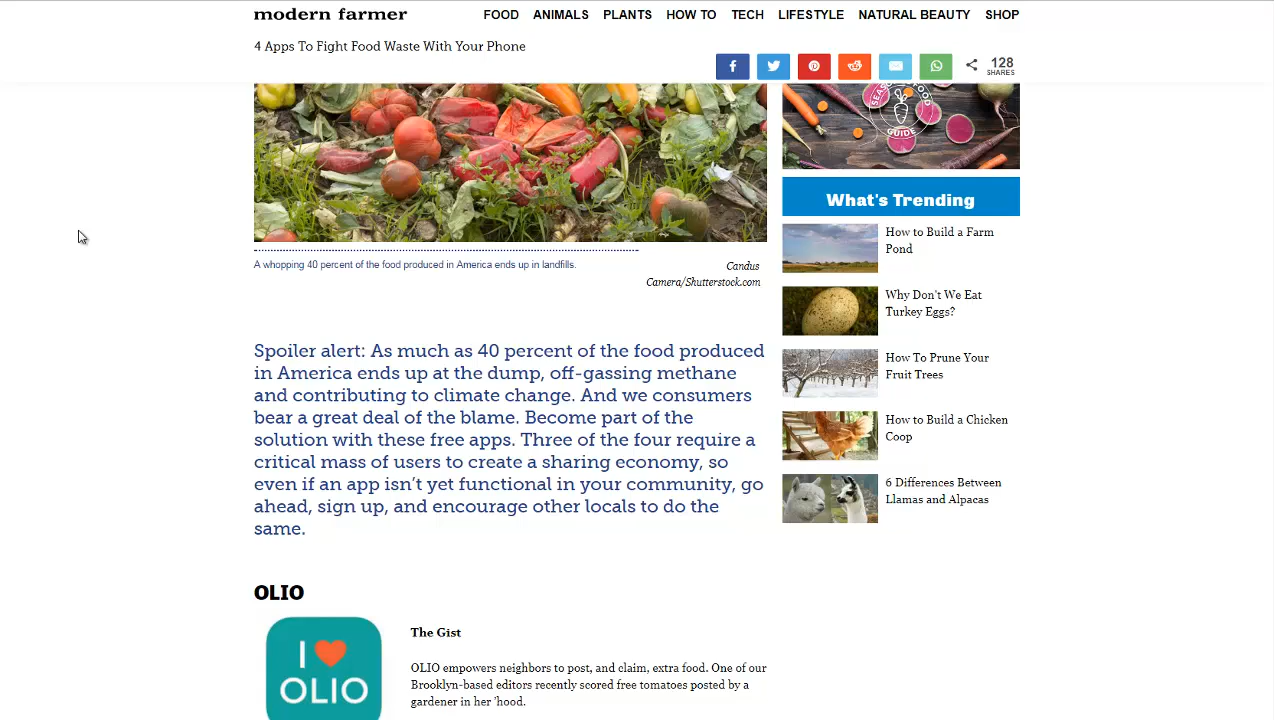 modern farmer
FOOD ANIMALS PLANTS HOW TO TECH LIFESTYLE NATURAL BEAUTY SHOP
4 Apps To Fight Food Waste With Your Phone
128
SHARES
SEASONAL FOOD
GUIDE
What's Trending
How to Build a Farm
Pond
Why Don't We Eat
Turkey Eggs?
How To Prune Your
Fruit Trees
How to Build a Chicken
Coop
6 Differences Between
Llamas and Alpacas
A whopping 40 percent of the food produced in America ends up in landfills.
Candus
Camera/Shutterstock.com
Spoiler alert: As much as 40 percent of the food produced
in America ends up at the dump, off-gassing methane
and contributing to climate change. And we consumers
bear a great deal of the blame. Become part of the
solution with these free apps. Three of the four require a
critical mass of users to create a sharing economy, so
even if an app isn't yet functional in your community, go
ahead, sign up, and encourage other locals to do the
same.
OLIO
I
OLIO
The Gist
OLIO empowers neighbors to post, and claim, extra food. One of our
Brooklyn-based editors recently scored free tomatoes posted by a
gardener in her 'hood.